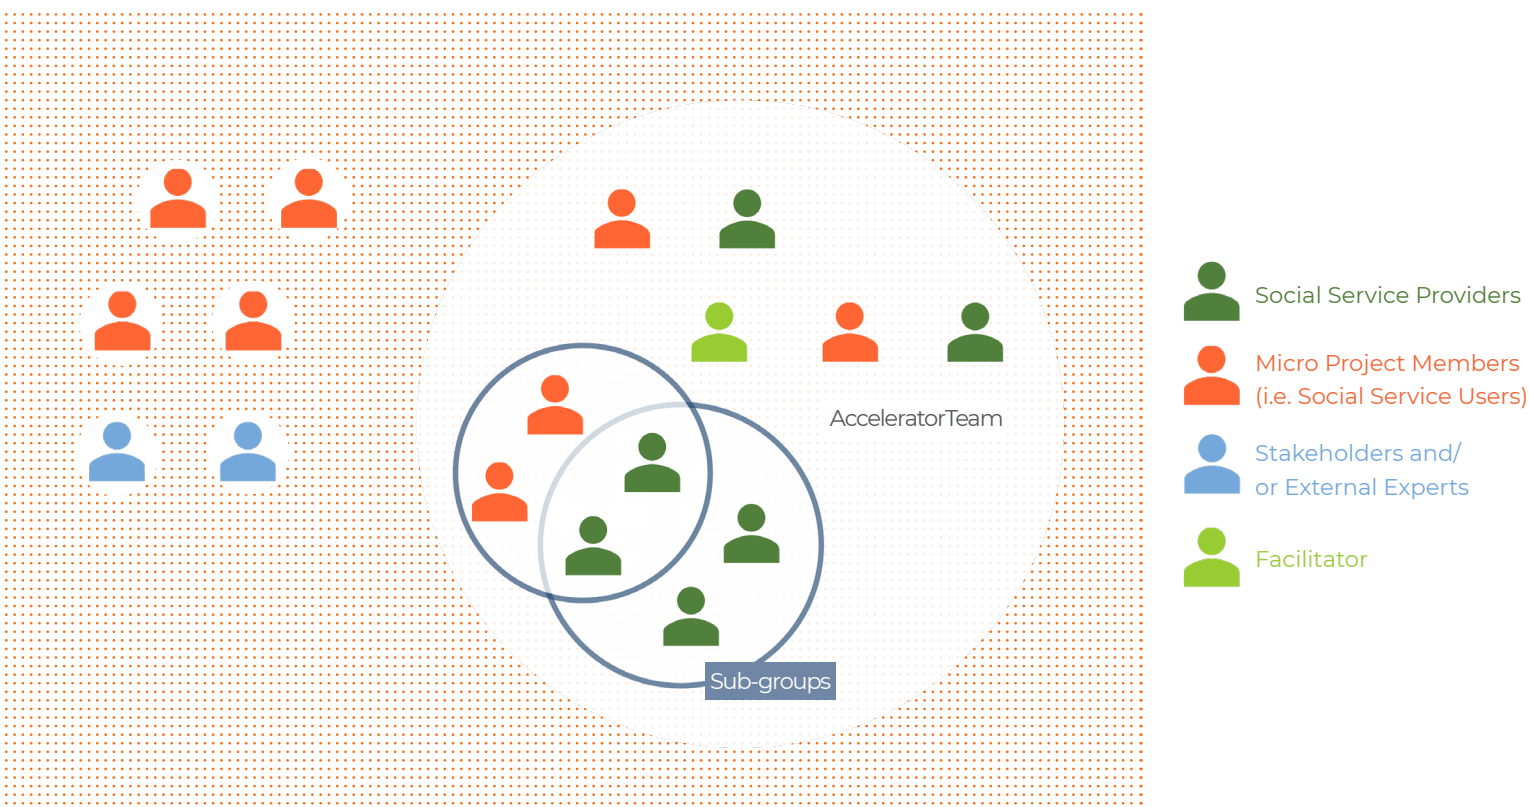 AcceleratorTeam
Sub-groups
Social Service Providers
Micro Project Members
(i.e. Social Service Users)
Stakeholders and/
or External Experts
Facilitator